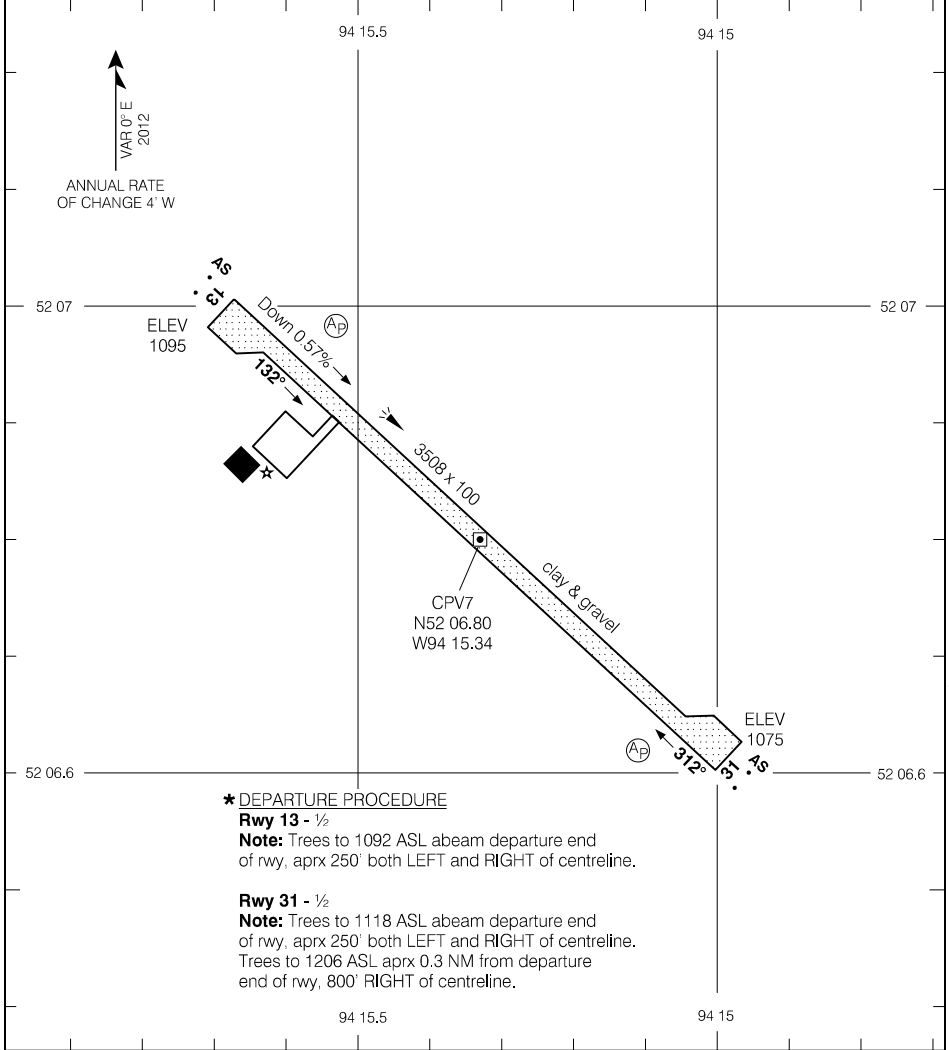 94 15.5
94 15
VAR 0° E
2012
ANNUAL RATE
OF CHANGE 4' W
AS
13
52 07
52 07
ELEV
1095
Down 0.57%
AP
132°
3508 x 100
clay & gravel
CPV7
N52 06.80
W94 15.34
ELEV
1075
AP
312°
31
AS
52 06.6
52 06.6
* DEPARTURE PROCEDURE
Rwy 13 - ½
Note: Trees to 1092 ASL abeam departure end
of rwy, aprx 250' both LEFT and RIGHT of centreline.
Rwy 31 - ½
Note: Trees to 1118 ASL abeam departure end
of rwy, aprx 250' both LEFT and RIGHT of centreline.
Trees to 1206 ASL aprx 0.3 NM from departure
end of rwy, 800' RIGHT of centreline.
94 15.5
94 15